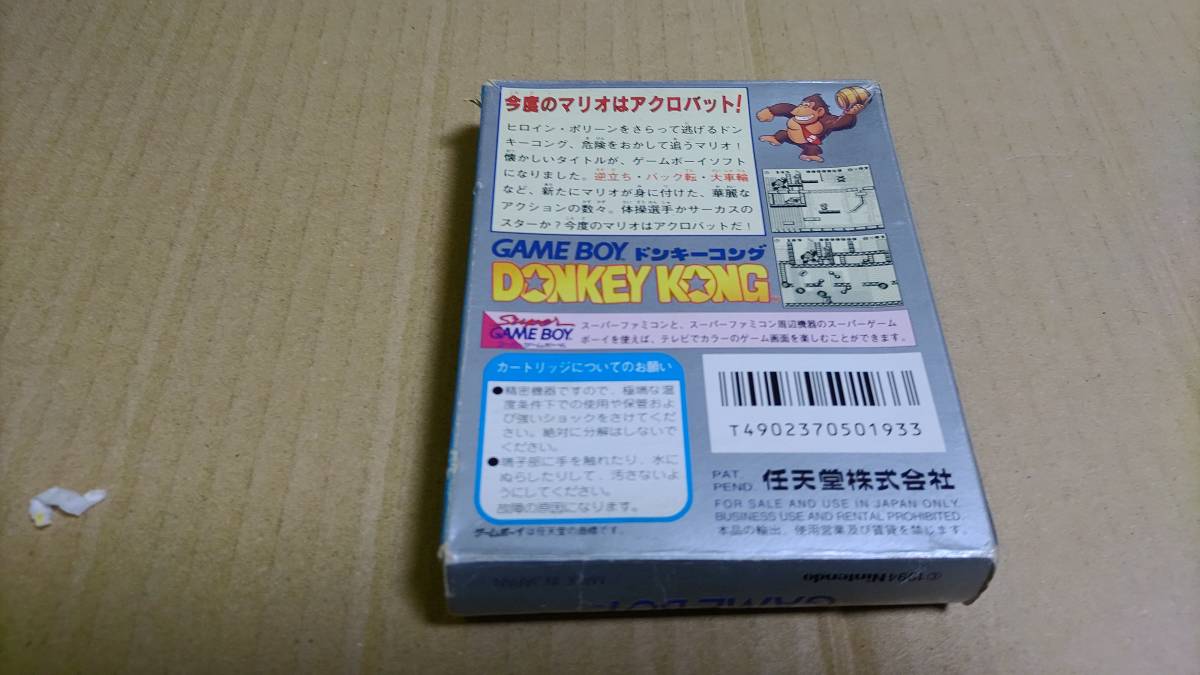 今度のマリオはアクロバット!
ヒロイン・ポリーンをさらって逃げるドン
キーコング、危険をおかして追うマリオ!
懐かしいタイトルが、ゲームボーイソフト
になりました。逆立ち・バック転・大車輪
など、新たにマリオが身に付けた、華麗な
アクションの数々。体操選手かサーカスの
スターか?今度のマリオはアクロバットだ!
GAME BOY ドンキーコング
DONKEY KONG
Super
GAME BOY
スーパーファミコンと、スーパーファミコン周辺機器のスーパーゲーム
ボーイを使えば、テレビでカラーのゲーム画面を楽しむことができます。
カートリッジについてのお願い
●精密機器ですので、極端な温
度条件下での使用や保管およ
び強いショックをさけてくだ
さい。絶対に分解はしないで
ください。
●端子部に手を触れたり、水に
ぬらしたりして、汚さないよ
うにしてください。
故障の原因になります。
ゲームボーイは任天堂の商標です。
T4902370501933
PAT.
PEND.
任天堂株式会社
FOR SALE AND USE IN JAPAN ONLY.
BUSINESS USE AND RENTAL PROHIBITED.
本品の輸出、使用営業及び賃貸を禁じます。
©1994 Nintendo
MADE IN JAPAN
GAME BOY